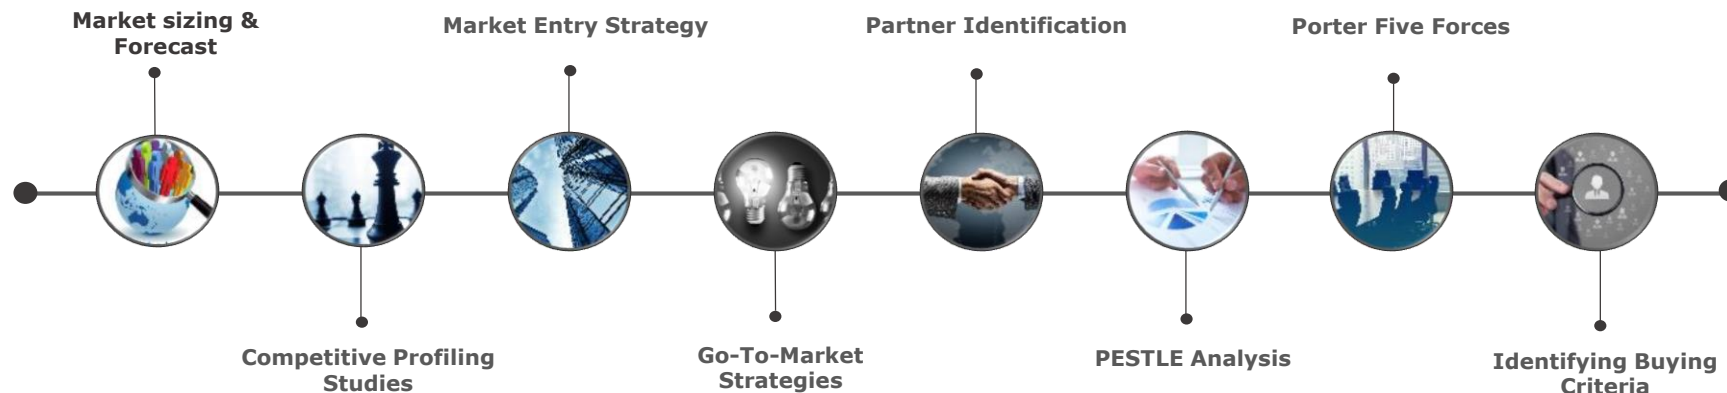 Market sizing &
Forecast
Market Entry Strategy
Partner Identification
Porter Five Forces
Competitive Profiling
Studies
Go-To-Market
Strategies
PESTLE Analysis
Identifying Buying
Criteria